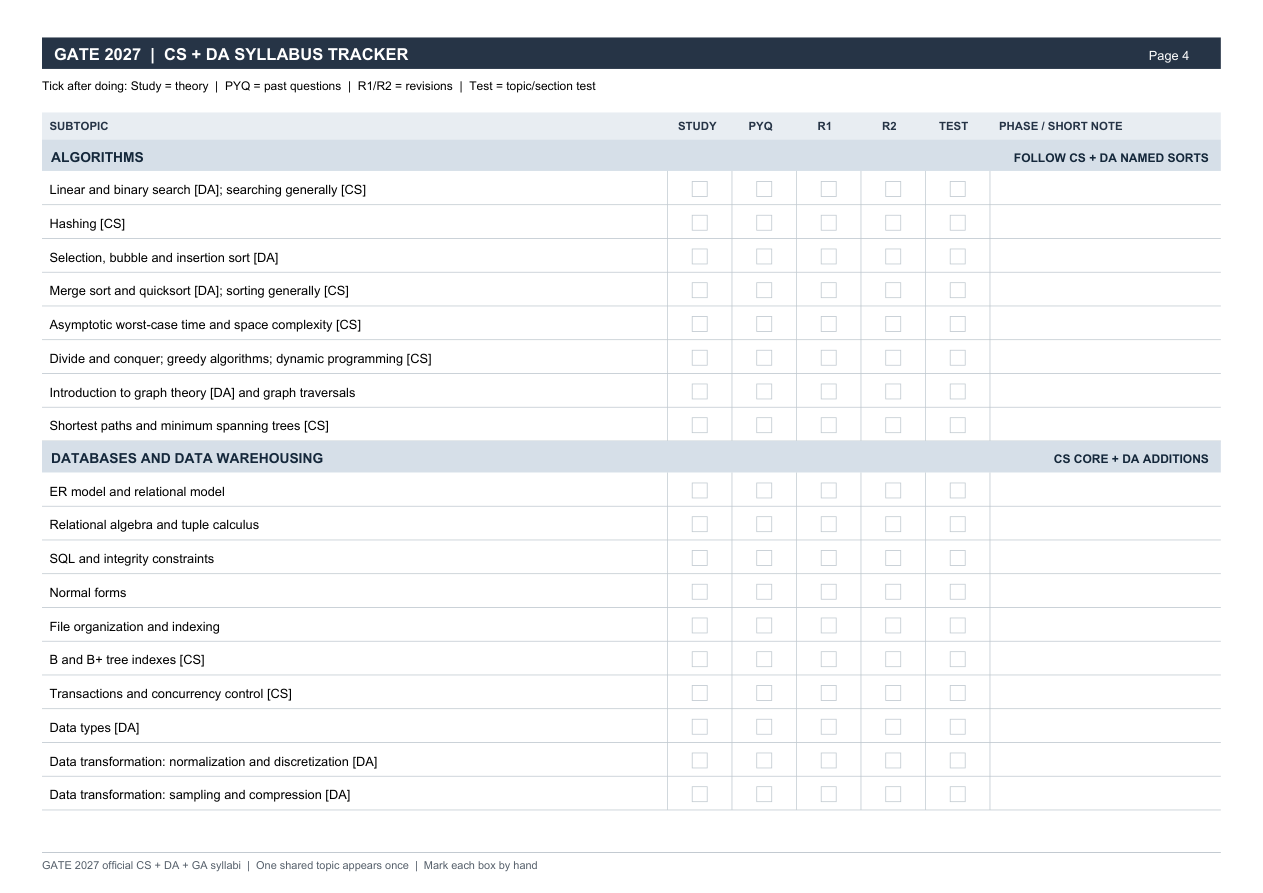 GATE 2027 | CS + DA SYLLABUS TRACKER Page 4
Tick after doing: Study = theory | PYQ = past questions | R1/R2 = revisions | Test = topic/section test
SUBTOPIC STUDY PYQ R1 R2 TEST PHASE / SHORT NOTE
ALGORITHMS FOLLOW CS + DA NAMED SORTS
Linear and binary search [DA]; searching generally [CS]
Hashing [CS]
Selection, bubble and insertion sort [DA]
Merge sort and quicksort [DA]; sorting generally [CS]
Asymptotic worst-case time and space complexity [CS]
Divide and conquer; greedy algorithms; dynamic programming [CS]
Introduction to graph theory [DA] and graph traversals
Shortest paths and minimum spanning trees [CS]
DATABASES AND DATA WAREHOUSING CS CORE + DA ADDITIONS
ER model and relational model
Relational algebra and tuple calculus
SQL and integrity constraints
Normal forms
File organization and indexing
B and B+ tree indexes [CS]
Transactions and concurrency control [CS]
Data types [DA]
Data transformation: normalization and discretization [DA]
Data transformation: sampling and compression [DA]
GATE 2027 official CS + DA + GA syllabi | One shared topic appears once | Mark each box by hand